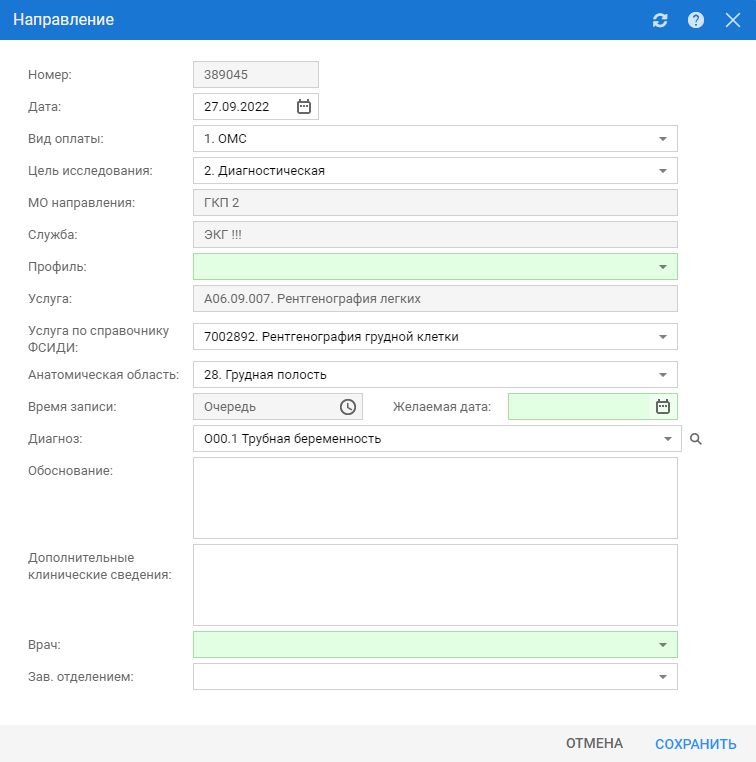 Направление
Номер: 389045
Дата: 27.09.2022
Вид оплаты: 1. ОМС
Цель исследования: 2. Диагностическая
МО направления: ГКП 2
Служба: ЭКГ !!!
Профиль:
Услуга: A06.09.007. Рентгенография легких
Услуга по справочнику
ФСИДИ: 7002892. Рентгенография грудной клетки
Анатомическая область: 28. Грудная полость
Время записи: Очередь Желаемая дата:
Диагноз: O00.1 Трубная беременность
Обоснование:
Дополнительные
клинические сведения:
Врач:
Зав. отделением:
ОТМЕНА СОХРАНИТЬ